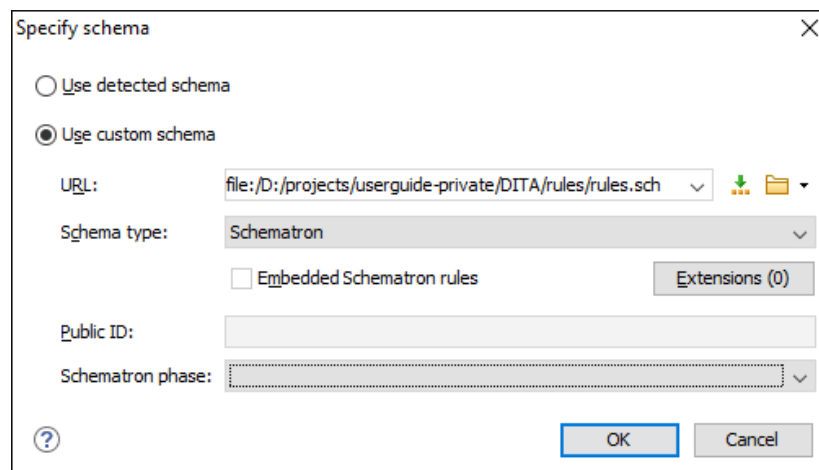 Specify schema
Use detected schema
Use custom schema
URL: file:/D:/projects/userguide-private/DITA/rules/rules.sch
Schema type: Schematron
Embedded Schematron rules Extensions (0)
Public ID:
Schematron phase:
? OK Cancel